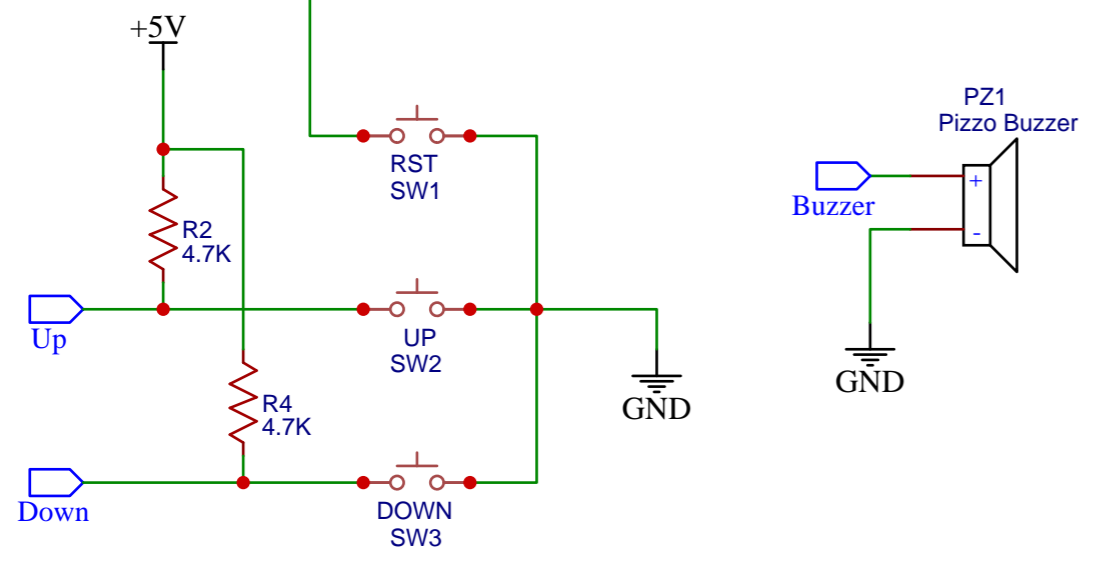 +5V
RST
SW1
R2
4.7K
Up
UP
SW2
R4
4.7K
GND
Down
DOWN
SW3
PZ1
Pizzo Buzzer
Buzzer
+
-
GND